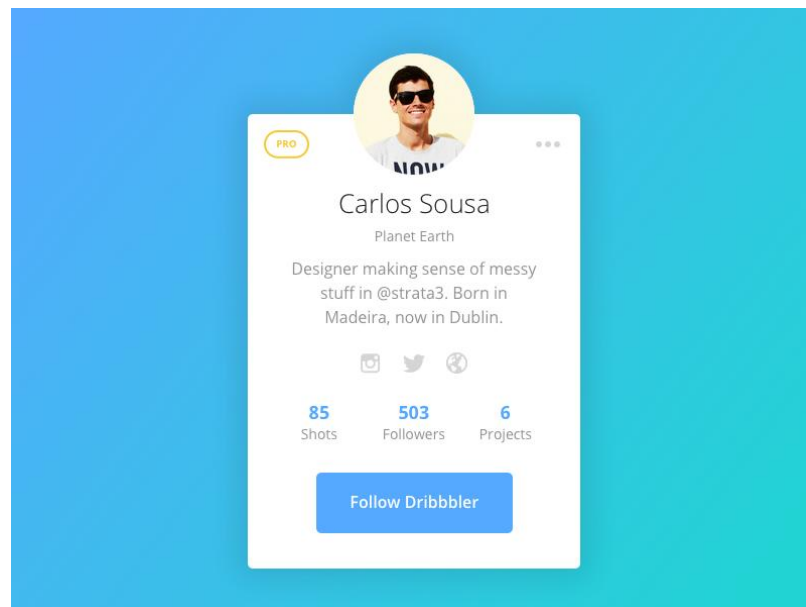 PRO
NOW
Carlos Sousa
Planet Earth
Designer making sense of messy
stuff in @strata3. Born in
Madeira, now in Dublin.
85 503 6
Shots Followers Projects
Follow Dribbbler